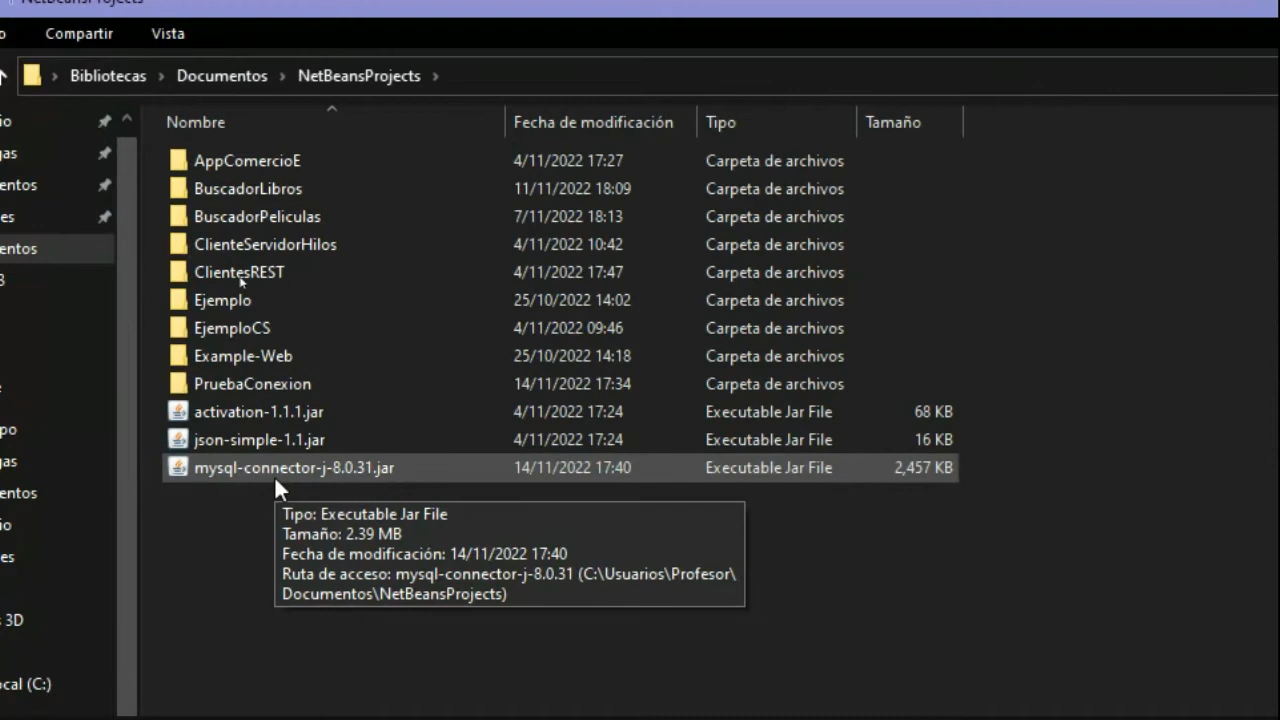 NetBeansProjects
Compartir Vista
Bibliotecas > Documentos > NetBeansProjects >
Nombre Fecha de modificación Tipo Tamaño
AppComercioE 4/11/2022 17:27 Carpeta de archivos
BuscadorLibros 11/11/2022 18:09 Carpeta de archivos
BuscadorPeliculas 7/11/2022 18:13 Carpeta de archivos
entos
ClienteServidorHilos 4/11/2022 10:42 Carpeta de archivos
ClientesREST 4/11/2022 17:47 Carpeta de archivos
Ejemplo 25/10/2022 14:02 Carpeta de archivos
EjemploCS 4/11/2022 09:46 Carpeta de archivos
Example-Web 25/10/2022 14:18 Carpeta de archivos
PruebaConexion 14/11/2022 17:34 Carpeta de archivos
activation-1.1.1.jar 4/11/2022 17:24 Executable Jar File 68 KB
json-simple-1.1.jar 4/11/2022 17:24 Executable Jar File 16 KB
mysql-connector-j-8.0.31.jar 14/11/2022 17:40 Executable Jar File 2,457 KB
entos
Tipo: Executable Jar File
Tamaño: 2.39 MB
Fecha de modificación: 14/11/2022 17:40
Ruta de acceso: mysql-connector-j-8.0.31 (C:\Usuarios\Profesor\
Documentos\NetBeansProjects)
3D
ocal (C:)